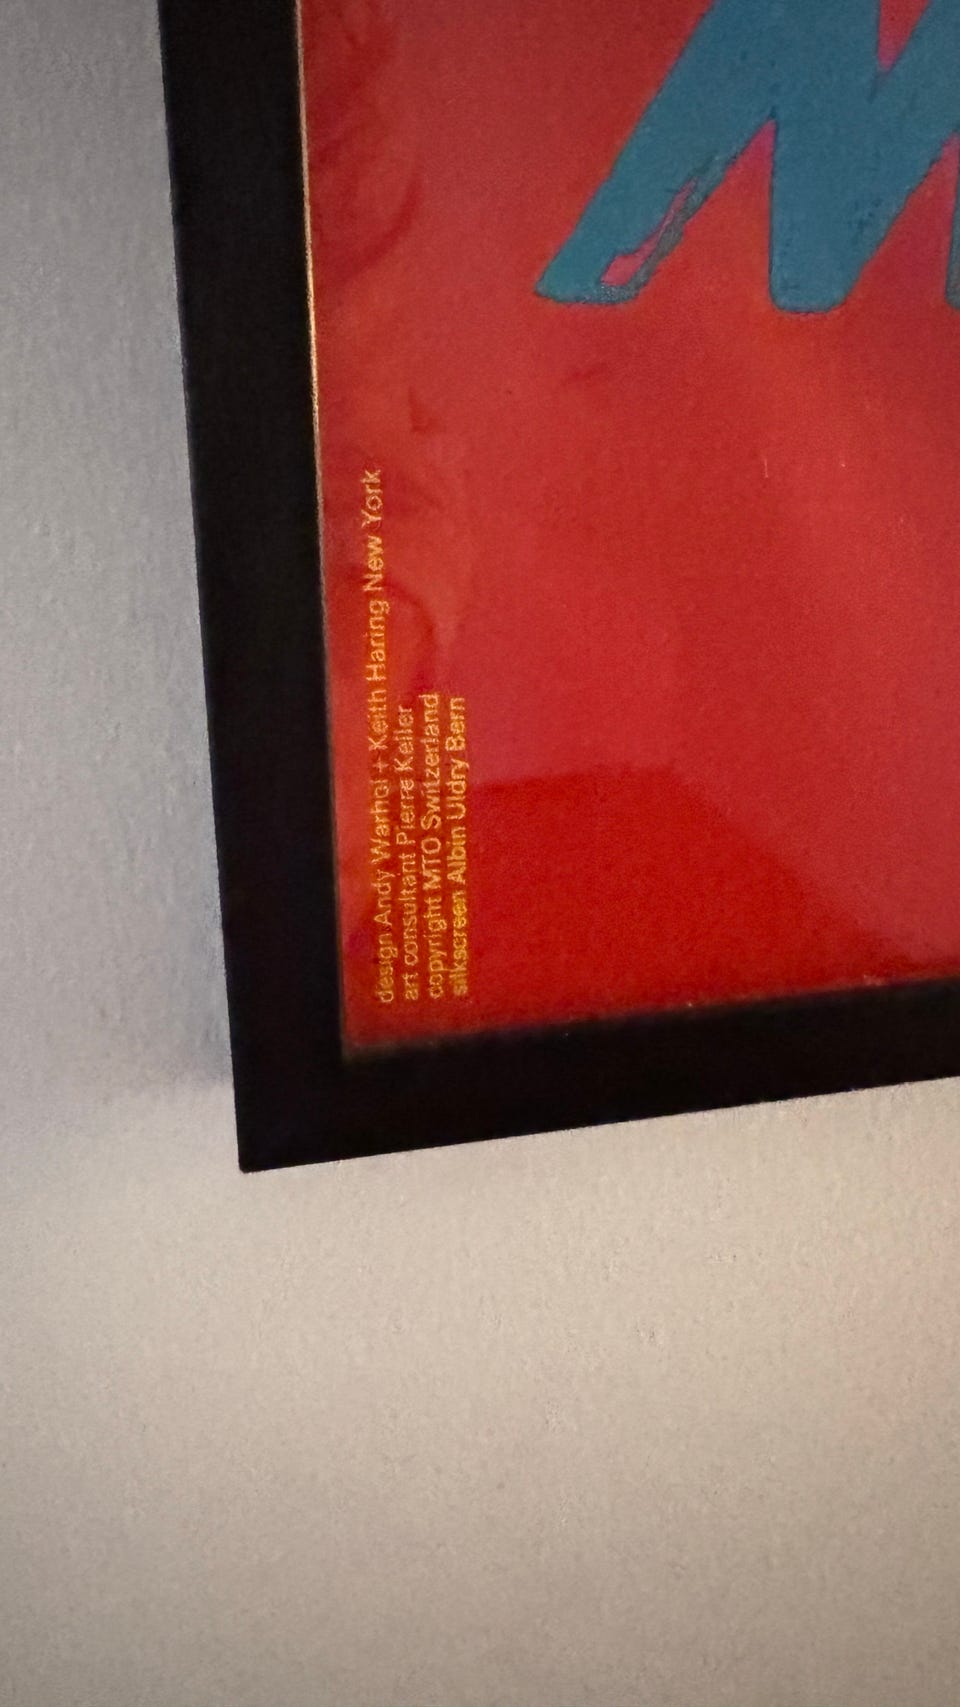 M
design Andy Warhol + Keith Haring New York
art consultant Pierre Keller
copyright MTO Switzerland
silkscreen Albin Uldry Bern